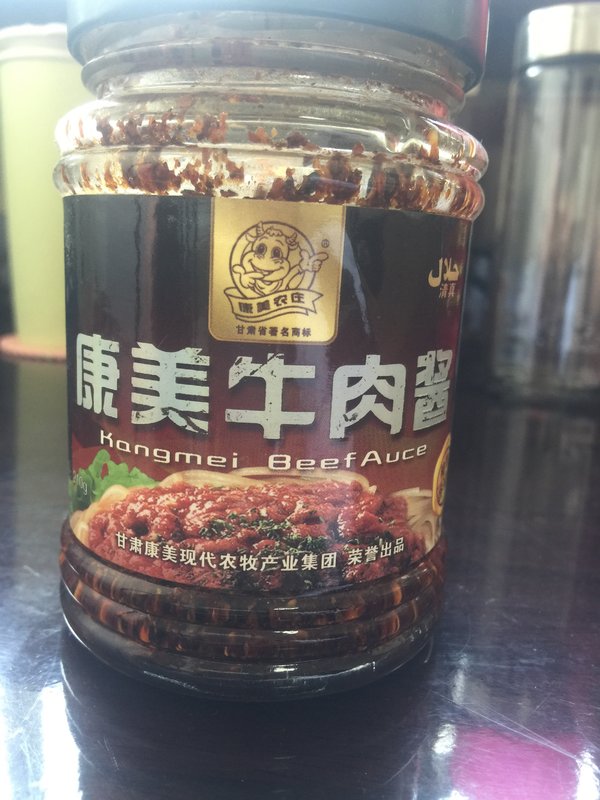 康美农庄
®
甘肃省著名商标
حلال
清真
康美牛肉酱
Kangmei BeefAuce
甘肃康美现代农牧产业集团 荣誉出品